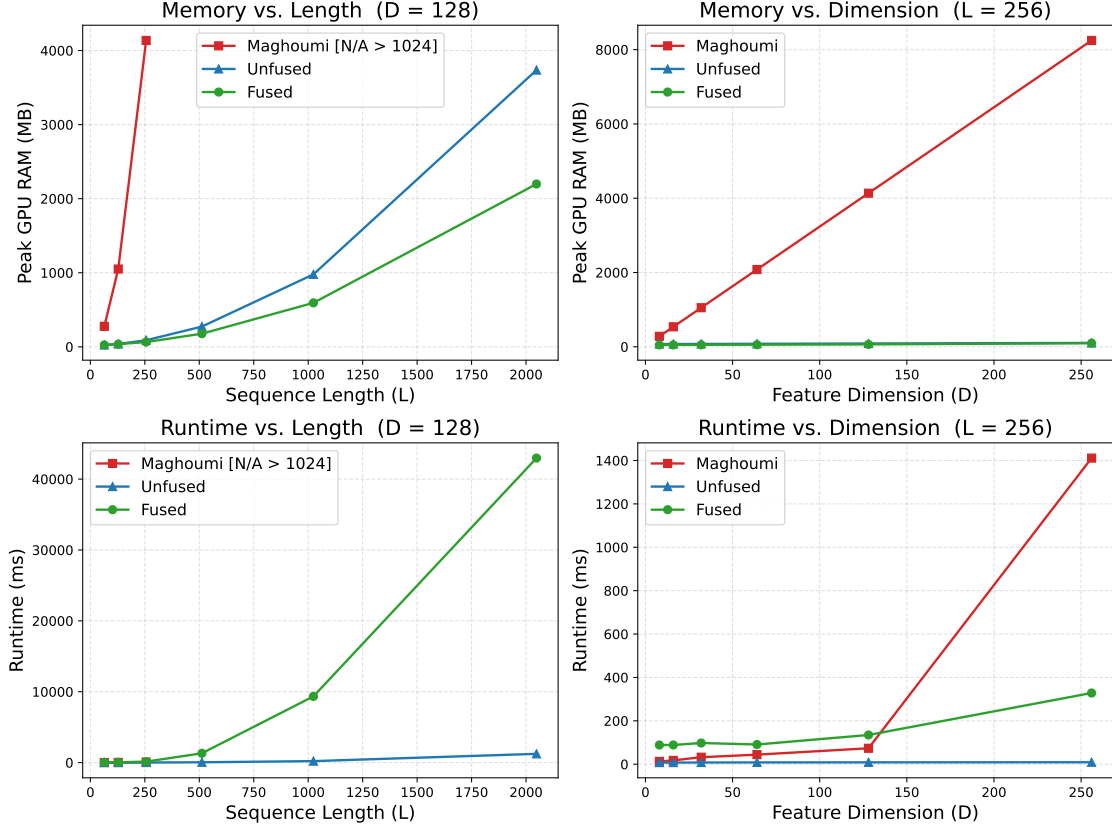 Memory vs. Length (D = 128)
Peak GPU RAM (MB)
4000
3000
2000
1000
0
Maghoumi [N/A > 1024]
Unfused
Fused
0 250 500 750 1000 1250 1500 1750 2000
Sequence Length (L)
Memory vs. Dimension (L = 256)
Peak GPU RAM (MB)
8000
6000
4000
2000
0
Maghoumi
Unfused
Fused
0 50 100 150 200 250
Feature Dimension (D)
Runtime vs. Length (D = 128)
Runtime (ms)
40000
30000
20000
10000
0
Maghoumi [N/A > 1024]
Unfused
Fused
0 250 500 750 1000 1250 1500 1750 2000
Sequence Length (L)
Runtime vs. Dimension (L = 256)
Runtime (ms)
1400
1200
1000
800
600
400
200
0
Maghoumi
Unfused
Fused
0 50 100 150 200 250
Feature Dimension (D)